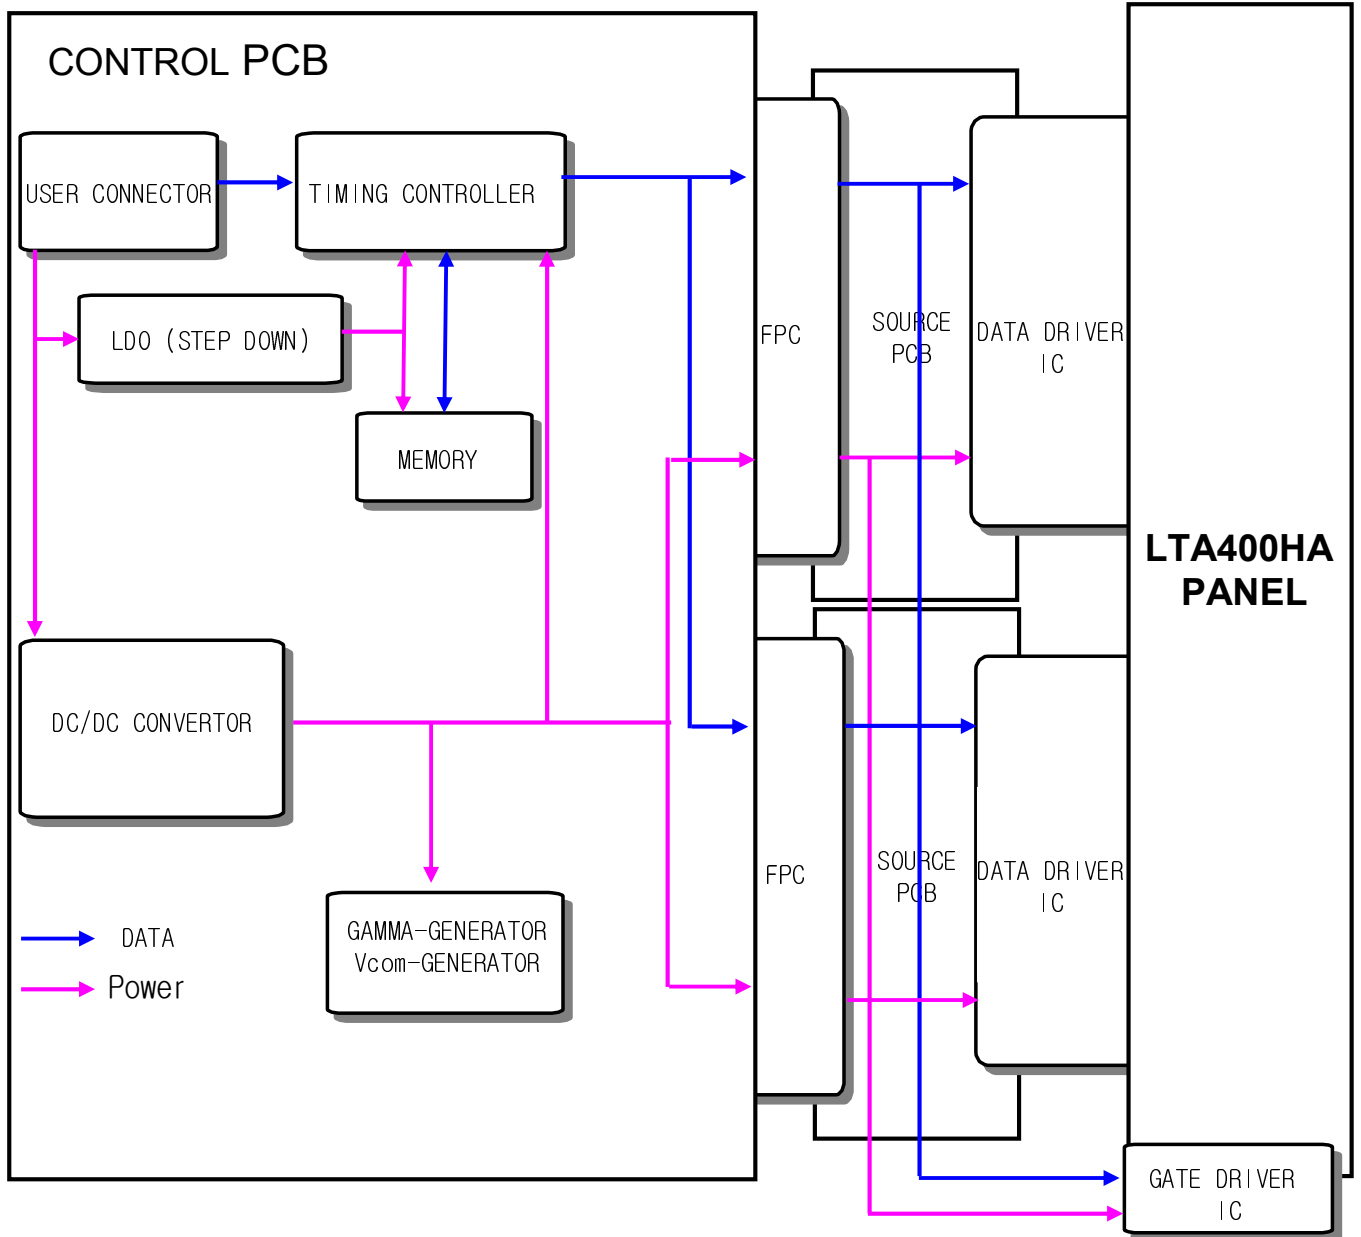 CONTROL PCB
USER CONNECTOR
TIMING CONTROLLER
LDO (STEP DOWN)
MEMORY
FPC
SOURCE
PCB
DATA DRIVER
IC
LTA400HA
PANEL
DC/DC CONVERTOR
FPC
SOURCE
PCB
DATA DRIVER
IC
GAMMA-GENERATOR
Vcom-GENERATOR
DATA
Power
GATE DRIVER
IC